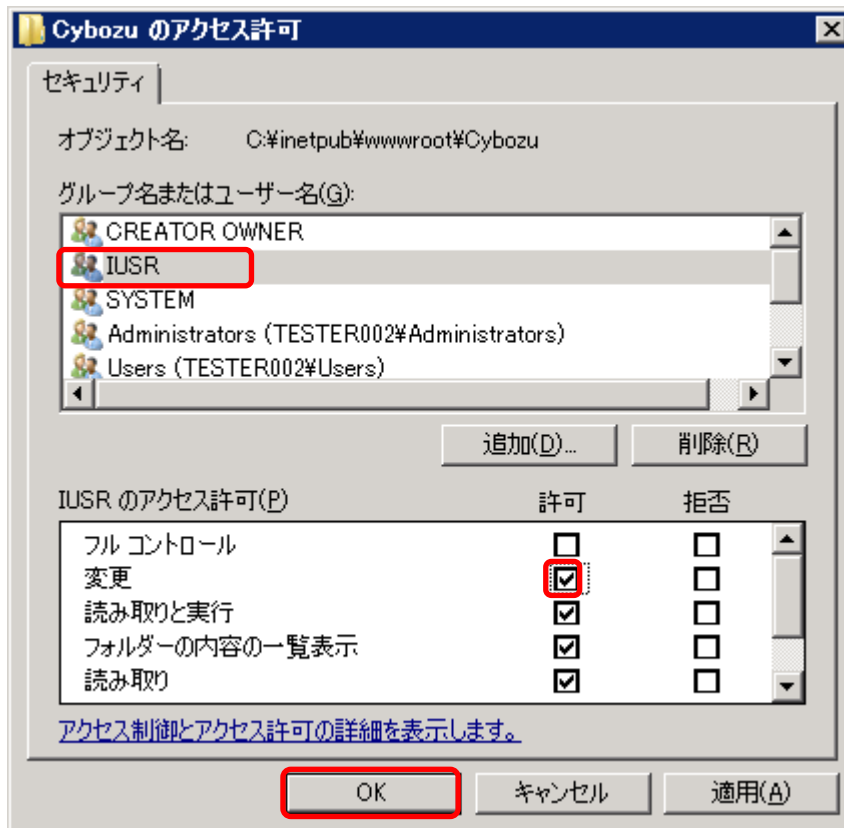 Cybozu のアクセス許可
セキュリティ
オブジェクト名: C:¥inetpub¥wwwroot¥Cybozu
グループ名またはユーザー名(G):
CREATOR OWNER
IUSR
SYSTEM
Administrators (TESTER002¥Administrators)
Users (TESTER002¥Users)
追加(D)... 削除(R)
IUSR のアクセス許可(P) 許可 拒否
フル コントロール
変更
読み取りと実行
フォルダーの内容の一覧表示
読み取り
アクセス制御とアクセス許可の詳細を表示します。
OK キャンセル 適用(A)